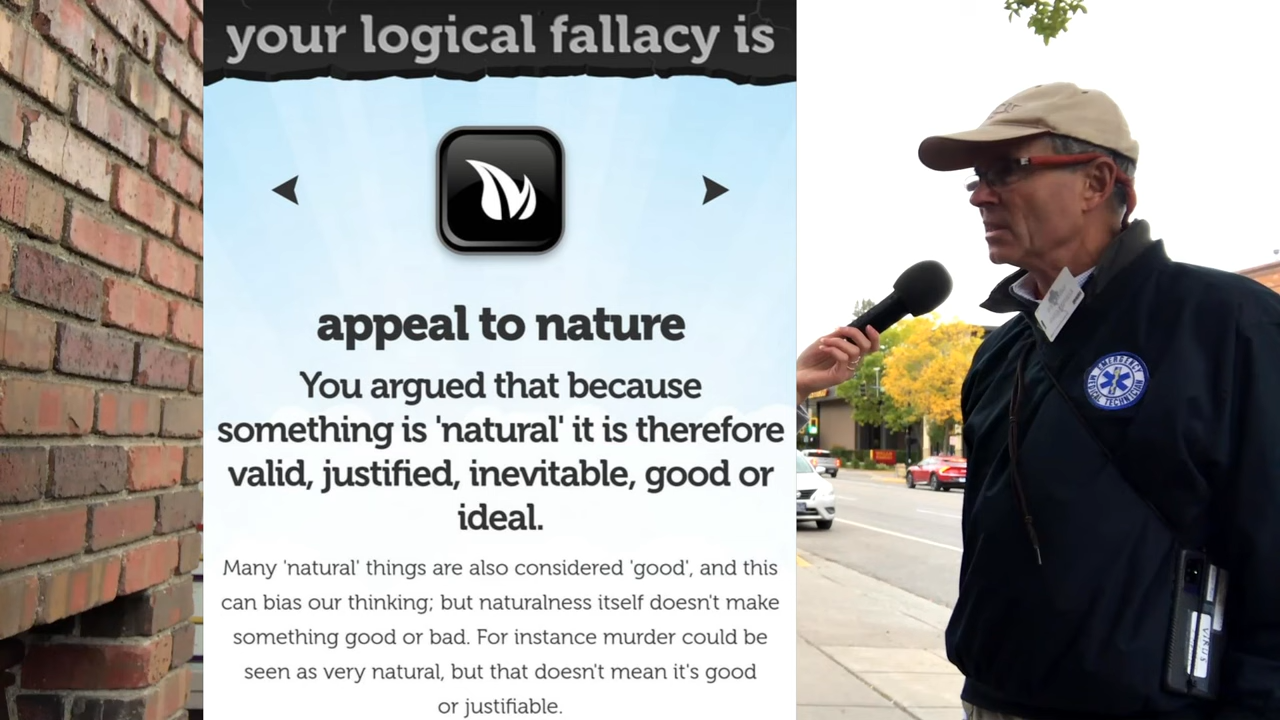 your logical fallacy is
appeal to nature
You argued that because
something is 'natural' it is therefore
valid, justified, inevitable, good or
ideal.
Many 'natural' things are also considered 'good', and this
can bias our thinking; but naturalness itself doesn't make
something good or bad. For instance murder could be
seen as very natural, but that doesn't mean it's good
or justifiable.
EMERGENCY
MEDICAL TECHNICIAN